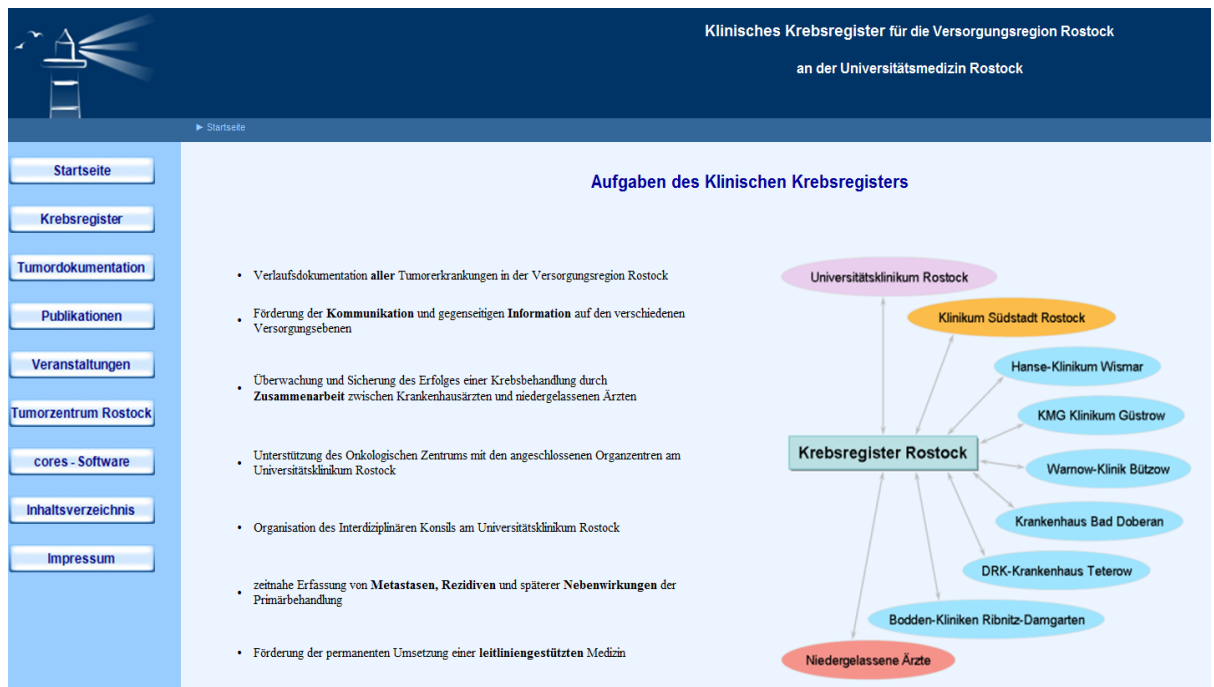 Klinisches Krebsregister für die Versorgungsregion Rostock
an der Universitätsmedizin Rostock
► Startseite
Startseite
Krebsregister
Tumordokumentation
Publikationen
Veranstaltungen
Tumorzentrum Rostock
cores - Software
Inhaltsverzeichnis
Impressum
Aufgaben des Klinischen Krebsregisters
• Verlaufsdokumentation aller Tumorerkrankungen in der Versorgungsregion Rostock
• Förderung der Kommunikation und gegenseitigen Information auf den verschiedenen
Versorgungsebenen
• Überwachung und Sicherung des Erfolges einer Krebsbehandlung durch
Zusammenarbeit zwischen Krankenhausärzten und niedergelassenen Ärzten
• Unterstützung des Onkologischen Zentrums mit den angeschlossenen Organzentren am
Universitätsklinikum Rostock
• Organisation des Interdiziplinären Konsils am Universitätsklinikum Rostock
• zeitnahe Erfassung von Metastasen, Rezidiven und späterer Nebenwirkungen der
Primärbehandlung
• Förderung der permanenten Umsetzung einer leitliniengestützten Medizin
Universitätsklinikum Rostock
Klinikum Südstadt Rostock
Hanse-Klinikum Wismar
KMG Klinikum Güstrow
Krebsregister Rostock
Warnow-Klinik Bützow
Krankenhaus Bad Doberan
DRK-Krankenhaus Teterow
Bodden-Kliniken Ribnitz-Damgarten
Niedergelassene Ärzte